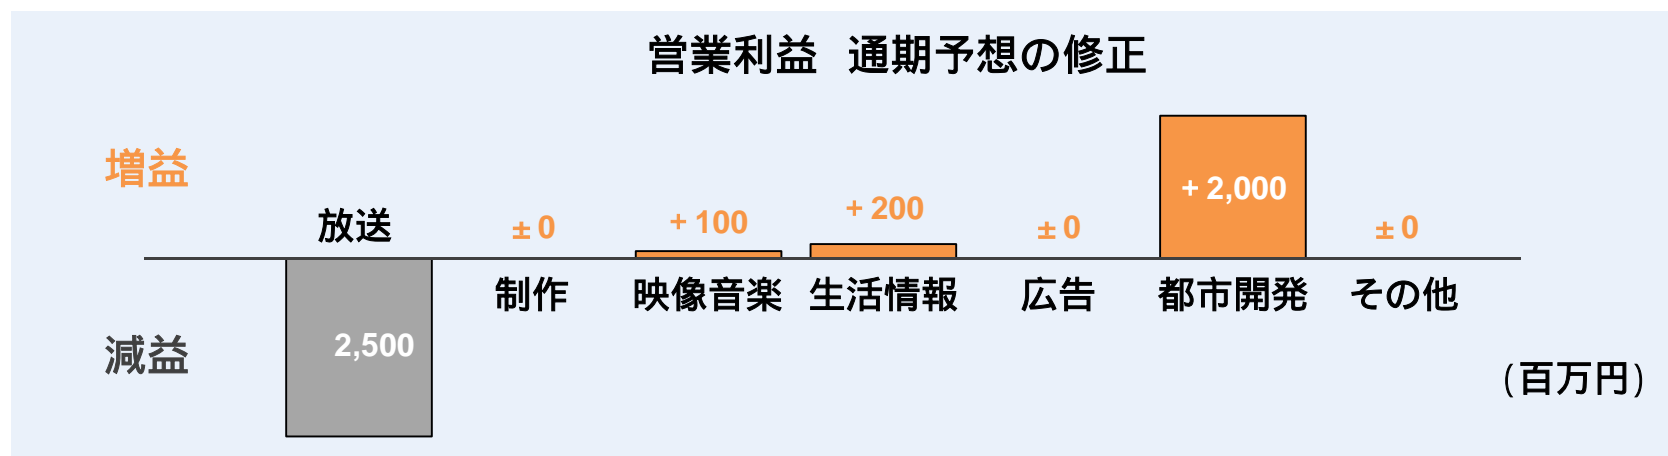 営業利益　通期予想の修正
増益
放送
±0
+100
+200
±0
+2,000
±0
制作
映像音楽
生活情報
広告
都市開発
その他
2,500
減益
(百万円)